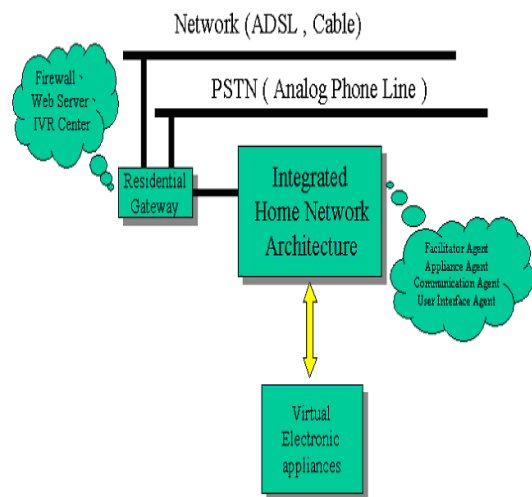 Network (ADSL , Cable)
Firewall、
Web Server、
IVR Center
PSTN ( Analog Phone Line )
Residential
Gateway
Integrated
Home Network
Architecture
Facilitator Agent
Appliance Agent
Communication Agent
User Interface Agent
Virtual
Electronic
appliances